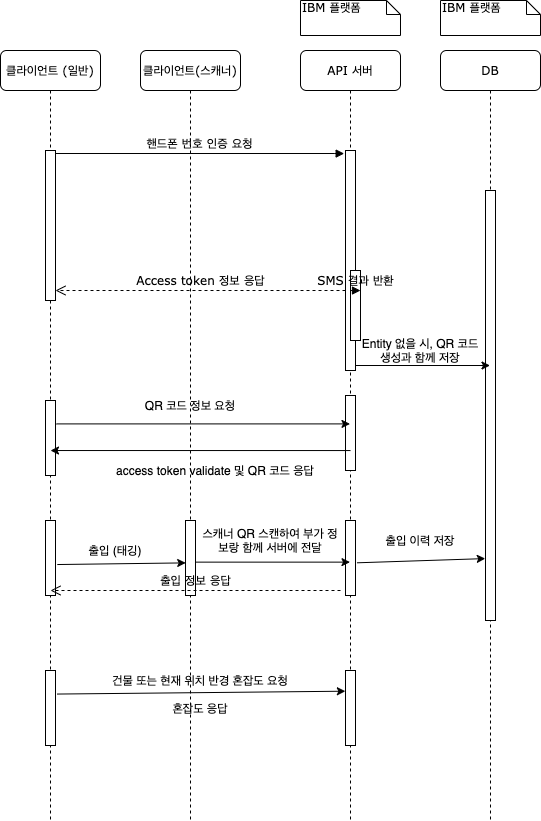 IBM 플랫폼
IBM 플랫폼
클라이언트 (일반)
클라이언트(스캐너)
API 서버
DB
핸드폰 번호 인증 요청
Access token 정보 응답
SMS 결과 반환
Entity 없을 시, QR 코드
생성과 함께 저장
QR 코드 정보 요청
access token validate 및 QR 코드 응답
스캐너 QR 스캔하여 부가 정
보랑 함께 서버에 전달
출입 (태깅)
출입 이력 저장
출입 정보 응답
건물 또는 현재 위치 반경 혼잡도 요청
혼잡도 응답